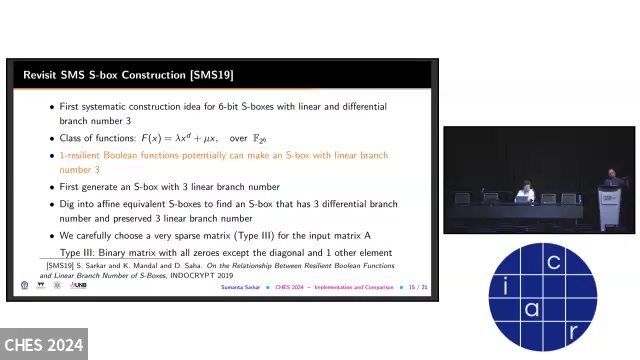 Revisit SMS S-box Construction [SMS19]
• First systematic construction idea for 6-bit S-boxes with linear and differential
branch number 3
• Class of functions: F(x) = λx^d + μx, over 𝔽_{2^6}
• 1-resilient Boolean functions potentially can make an S-box with linear branch
number 3
• First generate an S-box with 3 linear branch number
• Dig into affine equivalent S-boxes to find an S-box that has 3 differential branch
number and preserved 3 linear branch number
• We carefully choose a very sparse matrix (Type III) for the input matrix A
Type III: Binary matrix with all zeroes except the diagonal and 1 other element
[SMS19] S. Sarkar and K. Mandal and D. Saha. On the Relationship Between Resilient Boolean Functions
and Linear Branch Number of S-Boxes, INDOCRYPT 2019
UNB
Sumanta Sarkar • CHES 2024 – Implementation and Comparison • 15 / 21
i a c r
CHES 2024